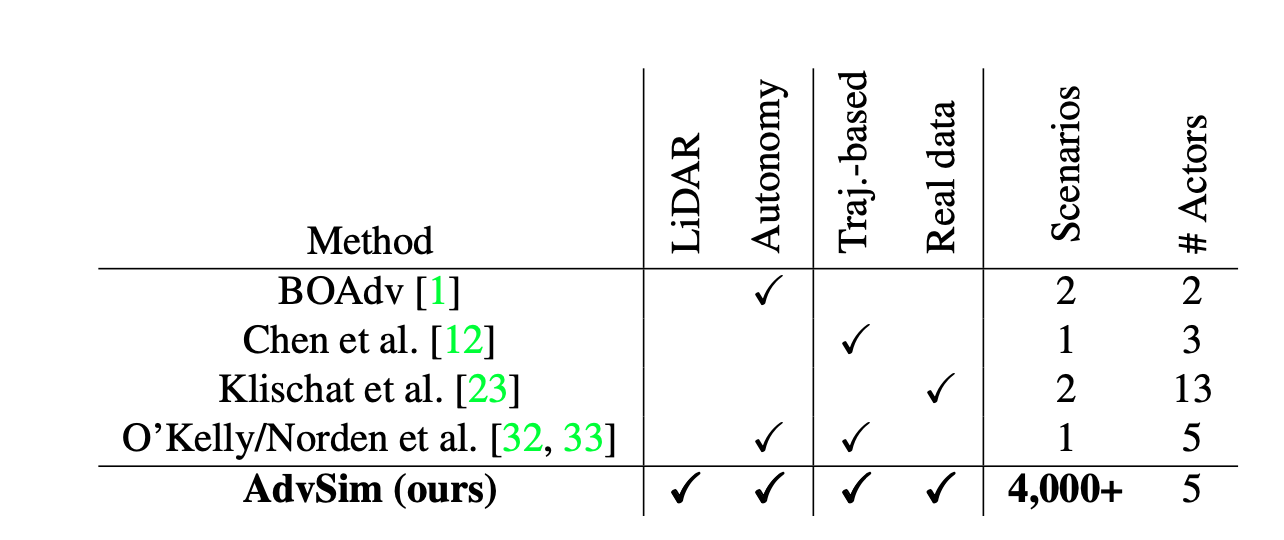 Method LiDAR Autonomy Traj.-based Real data Scenarios # Actors
BOAdv [1] ✓ 2 2
Chen et al. [12] ✓ 1 3
Klischat et al. [23] ✓ 2 13
O’Kelly/Norden et al. [32, 33] ✓ ✓ 1 5
AdvSim (ours) ✓ ✓ ✓ ✓ 4,000+ 5